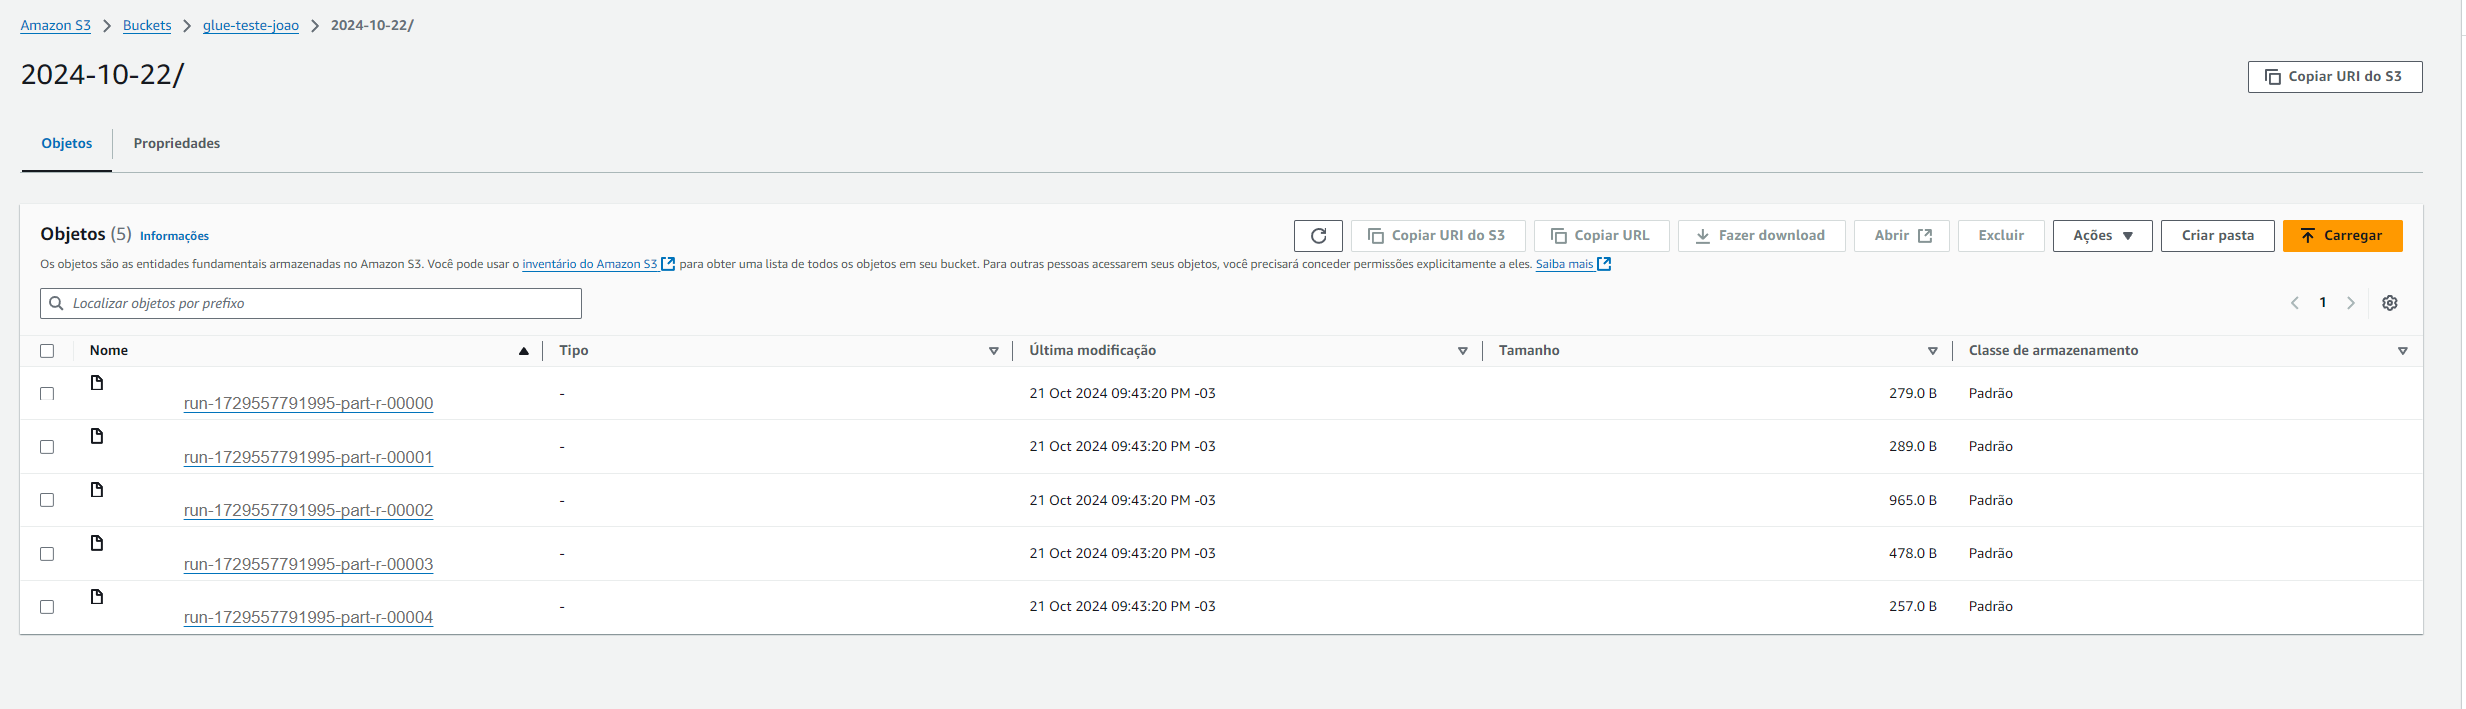 Amazon S3 > Buckets > glue-teste-joao > 2024-10-22/
2024-10-22/
Copiar URI do S3
Objetos Propriedades
Objetos (5) Informações
Copiar URI do S3 Copiar URL Fazer download Abrir Excluir Ações Criar pasta Carregar
Os objetos são as entidades fundamentais armazenadas no Amazon S3. Você pode usar o inventário do Amazon S3 para obter uma lista de todos os objetos em seu bucket. Para outras pessoas acessarem seus objetos, você precisará conceder permissões explicitamente a eles. Saiba mais
Localizar objetos por prefixo
1
Nome Tipo Última modificação Tamanho Classe de armazenamento
run-1729557791995-part-r-00000 - 21 Oct 2024 09:43:20 PM -03 279.0 B Padrão
run-1729557791995-part-r-00001 - 21 Oct 2024 09:43:20 PM -03 289.0 B Padrão
run-1729557791995-part-r-00002 - 21 Oct 2024 09:43:20 PM -03 965.0 B Padrão
run-1729557791995-part-r-00003 - 21 Oct 2024 09:43:20 PM -03 478.0 B Padrão
run-1729557791995-part-r-00004 - 21 Oct 2024 09:43:20 PM -03 257.0 B Padrão